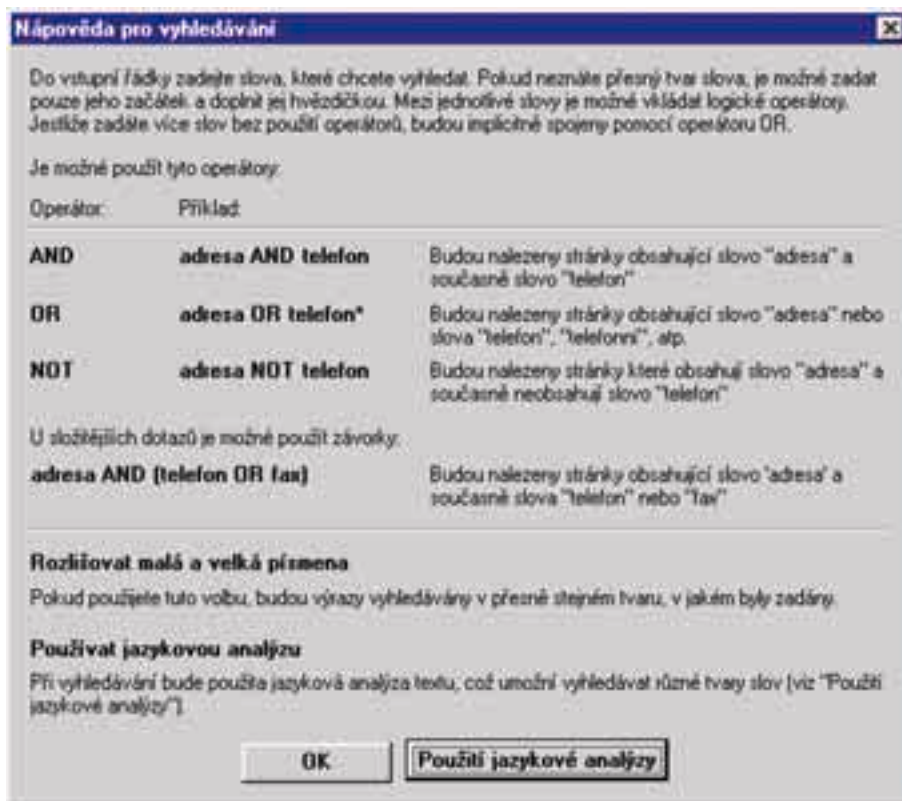 Nápověda pro vyhledávání
Do vstupní řádky zadejte slova, které chcete vyhledat. Pokud neznáte přesný tvar slova, je možné zadat
pouze jeho začátek a doplnit jej hvězdičkou. Mezi jednotlivé slovy je možné vkládat logické operátory.
Jestliže zadáte více slov bez použití operátorů, budou implicitně spojeny pomocí operátoru OR.
Je možné použít tyto operátory:
Operátor: Příklad:
AND adresa AND telefon Budou nalezeny stránky obsahující slovo "adresa" a
současně slovo "telefon"
OR adresa OR telefon* Budou nalezeny stránky obsahující slovo "adresa" nebo
slova "telefon", "telefonní", atp.
NOT adresa NOT telefon Budou nalezeny stránky které obsahují slovo "adresa" a
současně neobsahují slovo "telefon"
U složitějších dotazů je možné použít závorky:
adresa AND (telefon OR fax) Budou nalezeny stránky obsahující slovo 'adresa' a
současně slova "telefon" nebo "fax"
Rozlišovat malá a velká písmena
Pokud použijete tuto volbu, budou výrazy vyhledávány v přesně stejném tvaru, v jakém byly zadány.
Používat jazykovou analýzu
Při vyhledávání bude použita jazyková analýza textu, což umožní vyhledávat různé tvary slov (viz "Použití
jazykové analýzy")
OK Použití jazykové analýzy